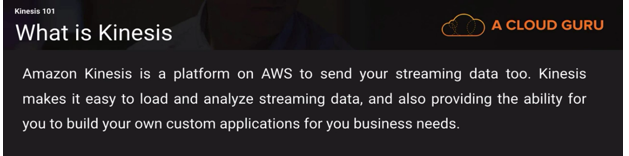 Kinesis 101
What is Kinesis
A CLOUD GURU
Amazon Kinesis is a platform on AWS to send your streaming data too. Kinesis
makes it easy to load and analyze streaming data, and also providing the ability for
you to build your own custom applications for you business needs.